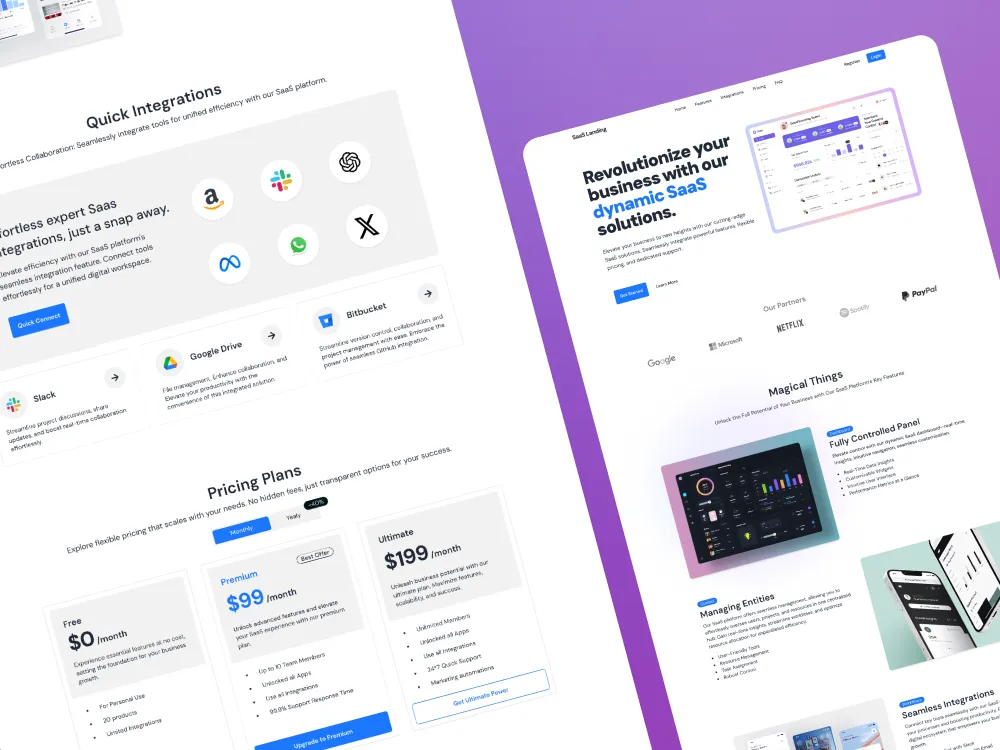 Quick Integrations
ortless Collaboration: Seamlessly integrate tools for unified efficiency with our SaaS platform.
fortless expert Saas
ntegrations, just a snap away.
Elevate efficiency with our SaaS platform's
seamless integration feature. Connect tools
effortlessly for a unified digital workspace.
Quick Connect
Slack
Streamline project discussions, share
updates, and boost real-time collaboration
effortlessly.
Google Drive
File management, Enhance collaboration, and
Elevate your productivity with the
convenience of this integrated solution.
Bitbucket
Streamline version control, collaboration, and
project management with ease. Embrace the
power of seamless GitHub integration.
Pricing Plans
Explore flexible pricing that scales with your needs. No hidden fees, just transparent options for your success.
Monthly
Yealy
-40%
Free
$0 /month
Experience essential features at no cost,
setting the foundation for your business
growth.
For Personal Use
20 products
Limited Integrations
Premium
Best Offer
$99 /month
Unlock advanced features and elevate
your SaaS experience with our premium
plan.
Up to 10 Team Members
Unlocked all Apps
Use all Integrations
99.9% Support Response Time
Upgrade to Premium
Ultimate
$199 /month
Unleash business potential with our
ultimate plan. Maximize features,
scalability, and success.
Unlimited Members
Unlocked all Apps
Use all Integrations
24*7 Quick Support
Marketing automations
Get Ultimate Power
SaaS Landing
Home
Features
Integrations
Pricing
FAQ
Register
Login
Revolutionize your
business with our
dynamic SaaS
solutions.
Elevate your business to new heights with our cutting-edge
SaaS solutions. Seamlessly integrate powerful features, flexible
pricing, and dedicated support.
Get Started
Learn More
Our Partners
Google
Microsoft
NETFLIX
Spotify
PayPal
Magical Things
Unlock the Full Potential of Your Business with Our SaaS Platform's Key Features
Dashboard
Fully Controlled Panel
Elevate control with our dynamic SaaS dashboard—real-time
insights, intuitive navigation, seamless customization.
Real-Time Data Insights
Customizable Widgets
Intuitive User Interface
Performance Metrics at a Glance
Managing Entities
Our SaaS platform offers seamless management, allowing you to
effortlessly oversee users, projects, and resources in one centralized
hub. Gain real-time insights, streamline workflows, and optimize
resource allocation for unparalleled efficiency.
User-Friendly Tools
Resource Management
Task Assignment
Robust Control
Seamless Integrations
Connect key tools seamlessly with our SaaS